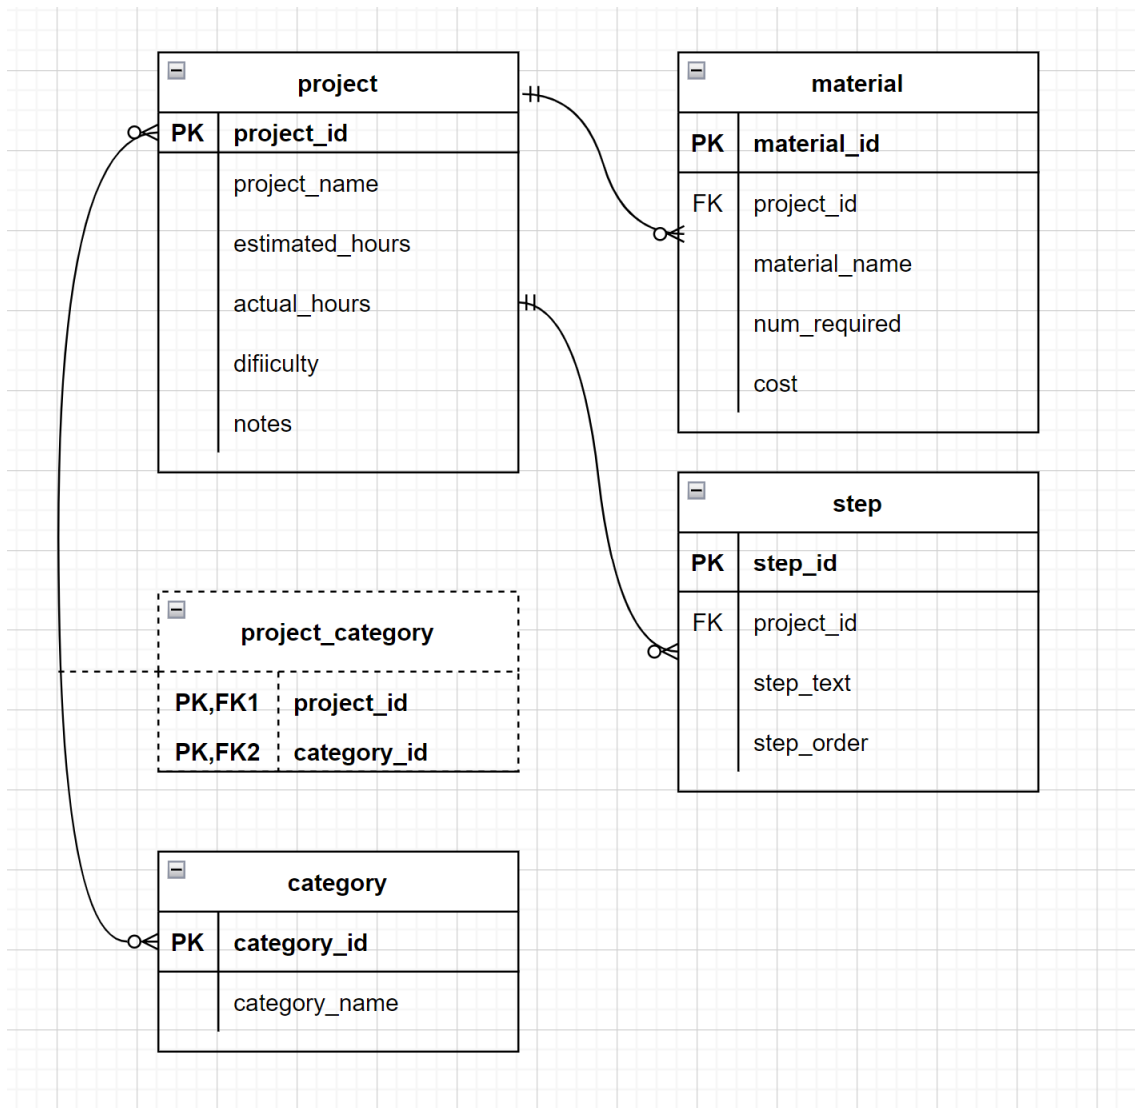 project
PK project_id
project_name
estimated_hours
actual_hours
difiiculty
notes
material
PK material_id
FK project_id
material_name
num_required
cost
step
PK step_id
FK project_id
step_text
step_order
project_category
PK,FK1 project_id
PK,FK2 category_id
category
PK category_id
category_name